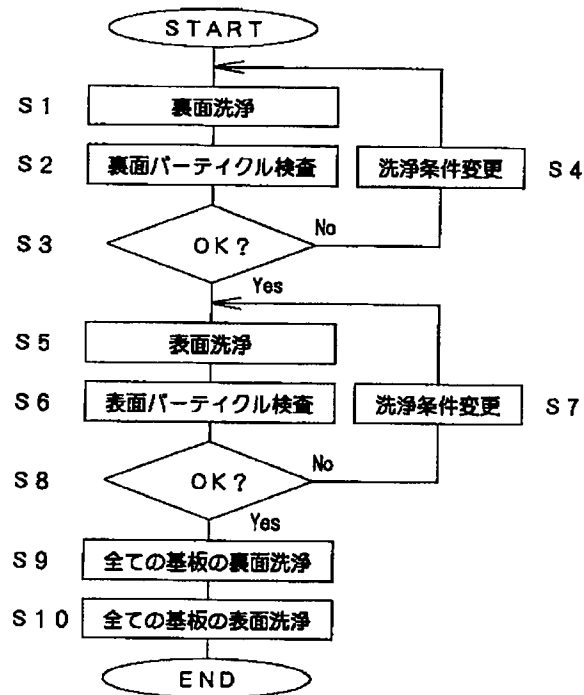 START
S1 裏面洗浄
S2 裏面パーティクル検査 洗浄条件変更 S4
S3 OK? No
Yes
S5 表面洗浄
S6 表面パーティクル検査 洗浄条件変更 S7
S8 OK? No
Yes
S9 全ての基板の裏面洗浄
S10 全ての基板の表面洗浄
END